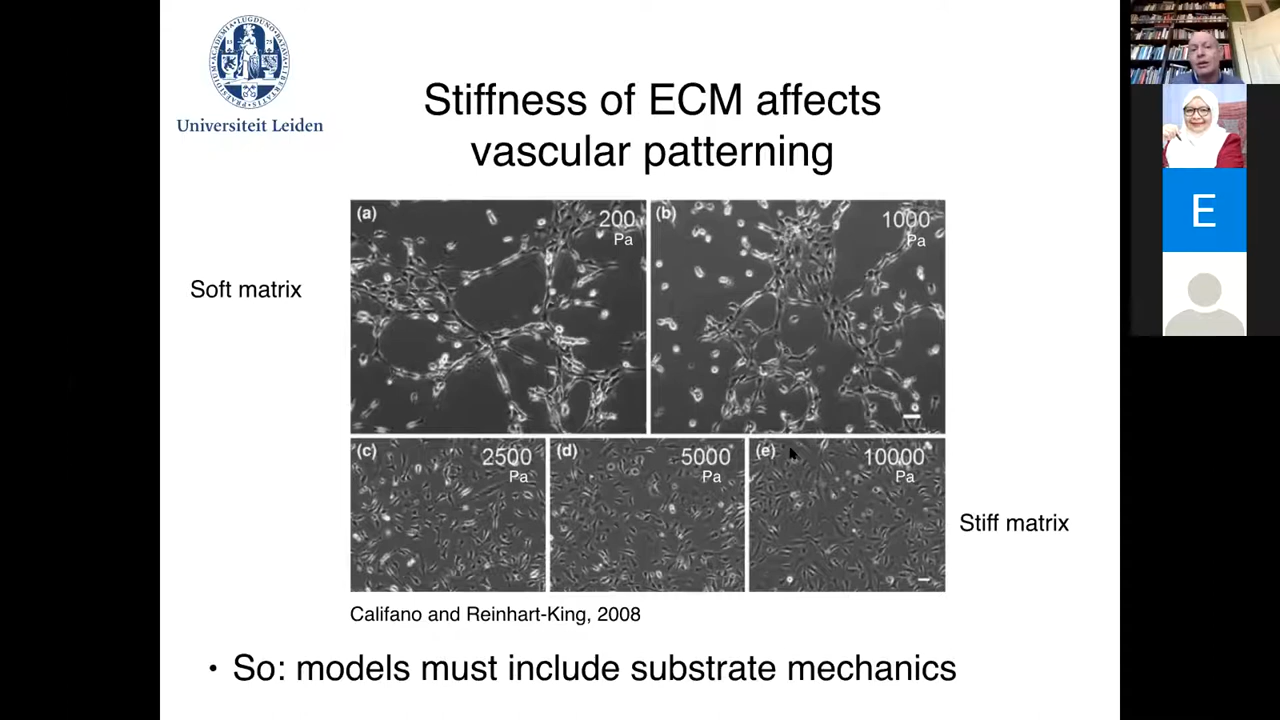 Universiteit Leiden
Stiffness of ECM affects
vascular patterning
Soft matrix
(a)
200
Pa
(b)
1000
Pa
(c)
2500
Pa
(d)
5000
Pa
(e)
10000
Pa
Stiff matrix
Califano and Reinhart-King, 2008
• So: models must include substrate mechanics
E